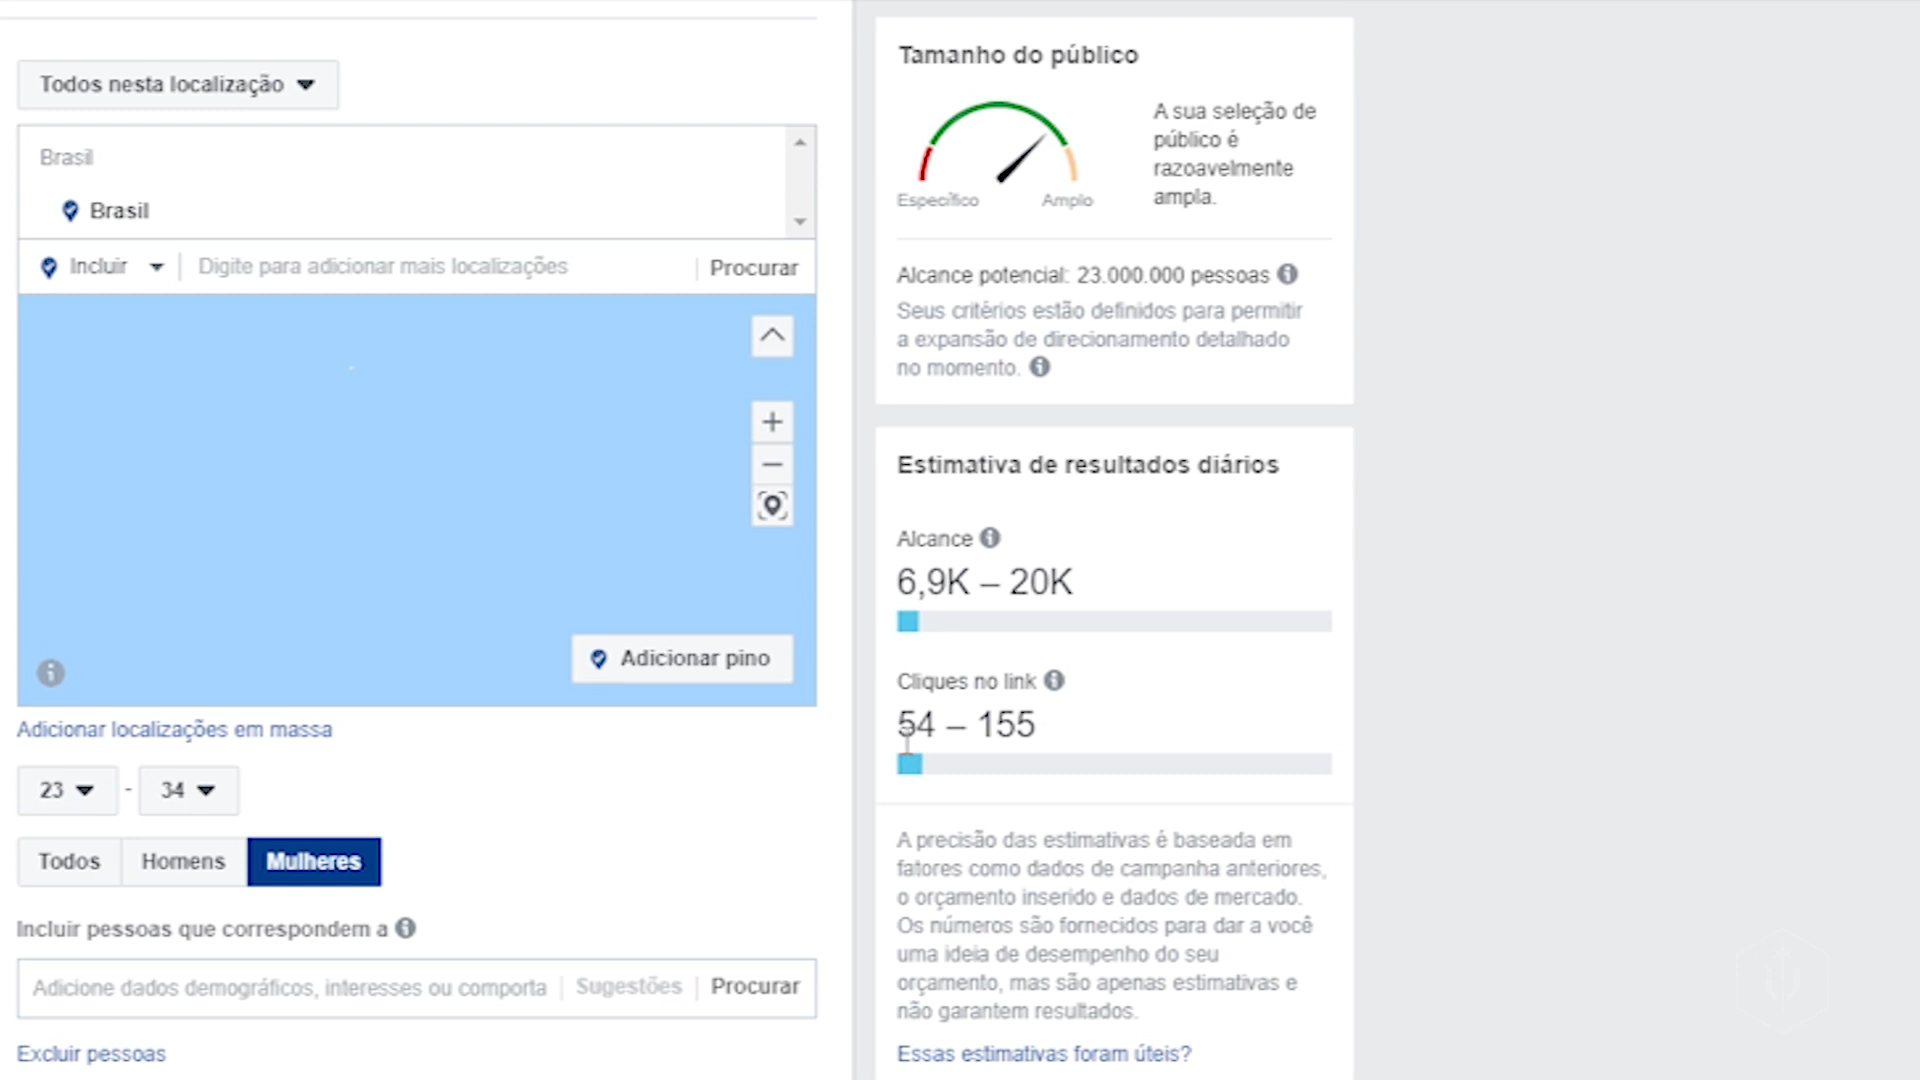 Todos nesta localização
Brasil
Brasil
Incluir
Digite para adicionar mais localizações
Procurar
Adicionar pino
Adicionar localizações em massa
23 - 34
Todos
Homens
Mulheres
Incluir pessoas que correspondem a
Adicione dados demográficos, interesses ou comporta
Sugestões
Procurar
Excluir pessoas
Tamanho do público
Específico
Amplo
A sua seleção de
público é
razoavelmente
ampla.
Alcance potencial: 23.000.000 pessoas
Seus critérios estão definidos para permitir
a expansão de direcionamento detalhado
no momento.
Estimativa de resultados diários
Alcance
6,9K – 20K
Cliques no link
54 – 155
A precisão das estimativas é baseada em
fatores como dados de campanha anteriores,
o orçamento inserido e dados de mercado.
Os números são fornecidos para dar a você
uma ideia de desempenho do seu
orçamento, mas são apenas estimativas e
não garantem resultados.
Essas estimativas foram úteis?